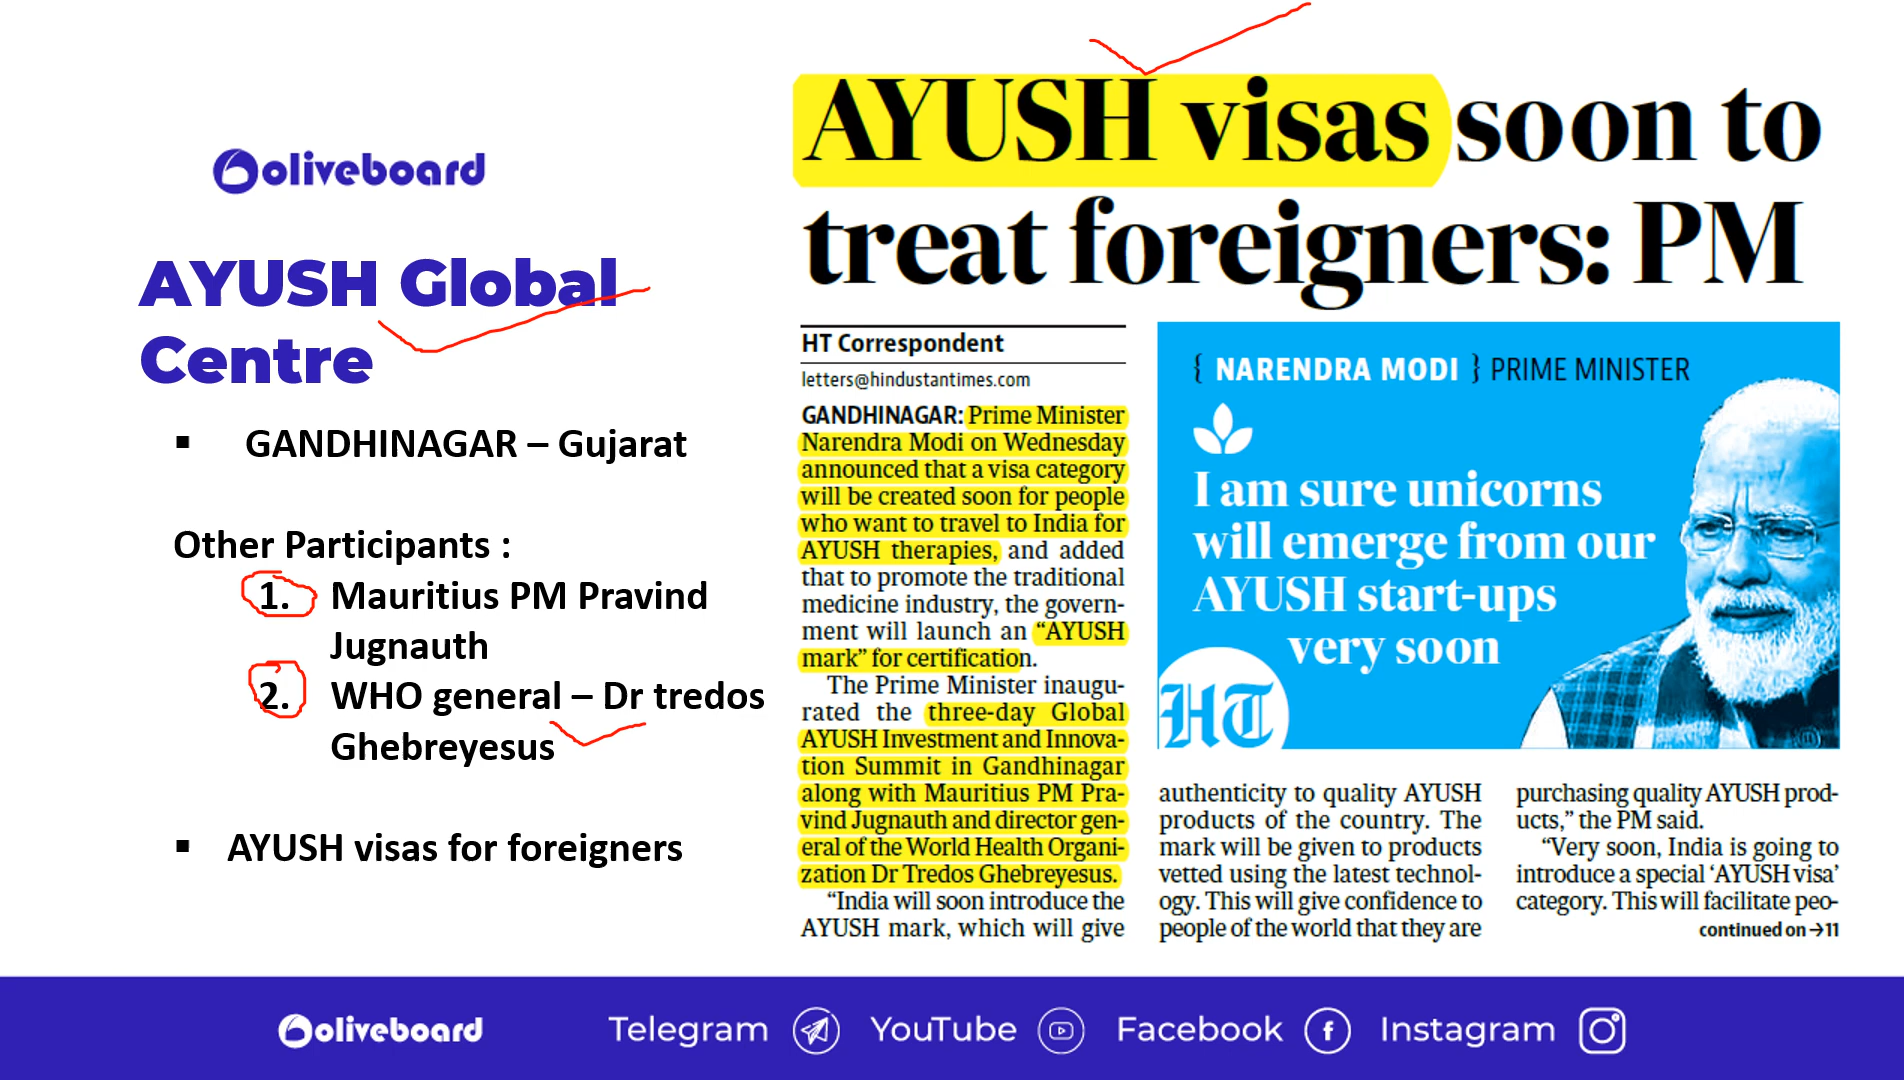 oliveboard
AYUSH Global
Centre
▪ GANDHINAGAR – Gujarat
Other Participants :
1. Mauritius PM Pravind
Jugnauth
2. WHO general – Dr tredos
Ghebreyesus
▪ AYUSH visas for foreigners
AYUSH visas soon to
treat foreigners: PM
HT Correspondent
letters@hindustantimes.com
GANDHINAGAR: Prime Minister
Narendra Modi on Wednesday
announced that a visa category
will be created soon for people
who want to travel to India for
AYUSH therapies, and added
that to promote the traditional
medicine industry, the govern-
ment will launch an “AYUSH
mark” for certification.
The Prime Minister inaugu-
rated the three-day Global
AYUSH Investment and Innova-
tion Summit in Gandhinagar
along with Mauritius PM Pra-
vind Jugnauth and director gen-
eral of the World Health Organi-
zation Dr Tredos Ghebreyesus.
“India will soon introduce the
AYUSH mark, which will give
{ NARENDRA MODI } PRIME MINISTER
I am sure unicorns
will emerge from our
AYUSH start-ups
very soon
HT
authenticity to quality AYUSH
products of the country. The
mark will be given to products
vetted using the latest technol-
ogy. This will give confidence to
people of the world that they are
purchasing quality AYUSH prod-
ucts,” the PM said.
“Very soon, India is going to
introduce a special ‘AYUSH visa’
category. This will facilitate peo-
continued on →11
oliveboard Telegram YouTube Facebook Instagram